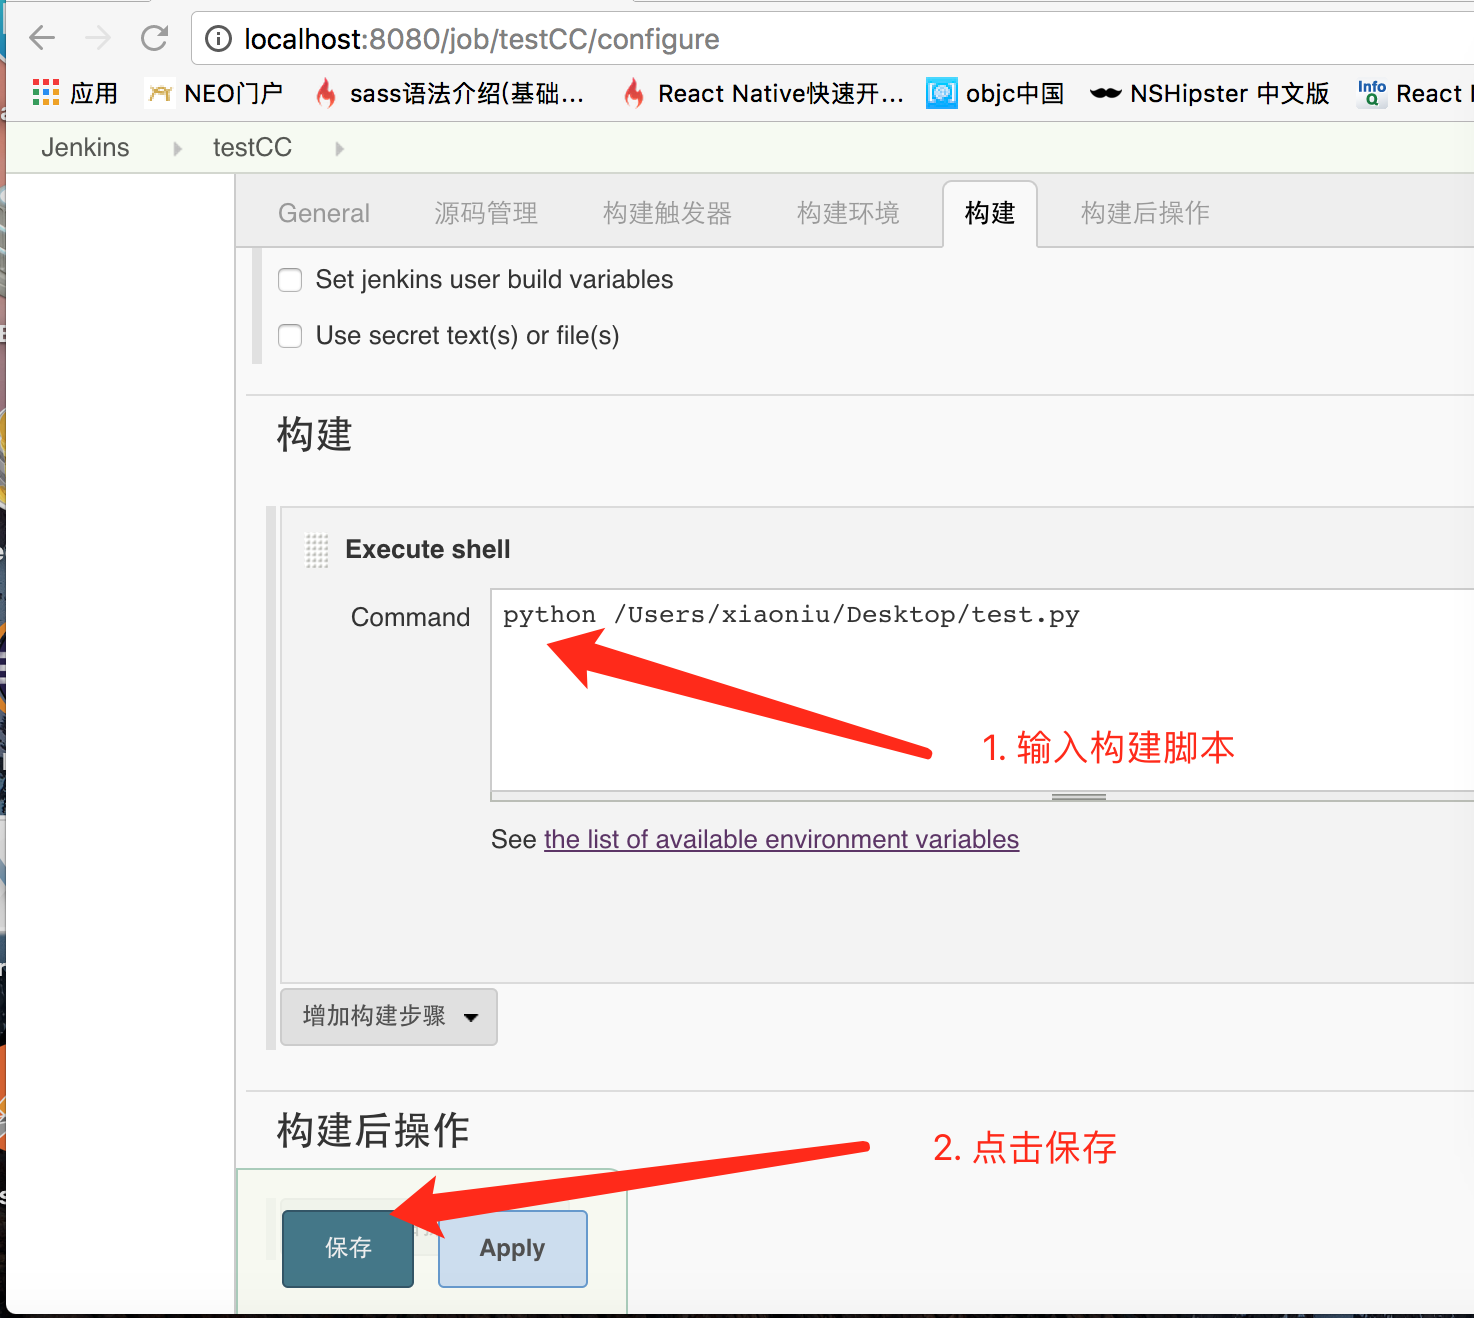 localhost:8080/job/testCC/configure
应用 NEO门户 sass语法介绍(基础... React Native快速开... objc中国 NSHipster 中文版 InfoQ React
Jenkins testCC
General 源码管理 构建触发器 构建环境 构建 构建后操作
Set jenkins user build variables
Use secret text(s) or file(s)
构建
Execute shell
Command python /Users/xiaoniu/Desktop/test.py
1. 输入构建脚本
See the list of available environment variables
增加构建步骤
构建后操作
2. 点击保存
保存 Apply